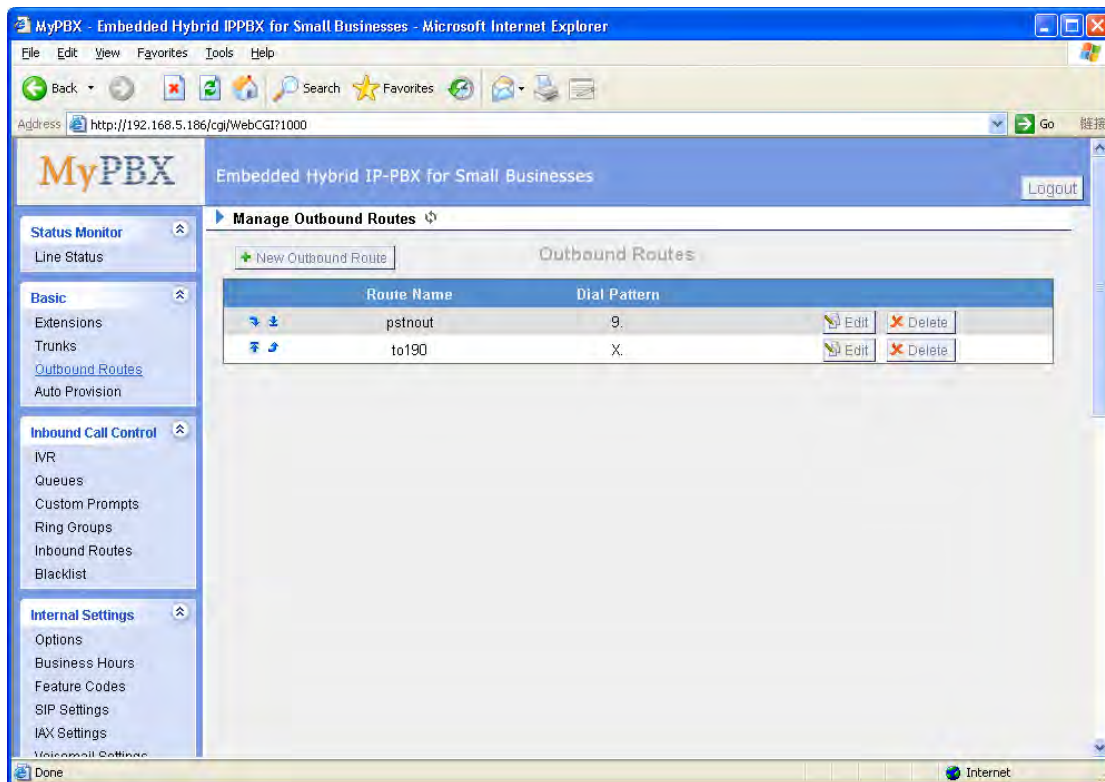 MyPBX - Embedded Hybrid IPPBX for Small Businesses - Microsoft Internet Explorer
File Edit View Favorites Tools Help
Back Search Favorites
Address http://192.168.5.186/cgi/WebCGI?1000 Go 链接
MyPBX Embedded Hybrid IP-PBX for Small Businesses
Logout
Manage Outbound Routes
New Outbound Route Outbound Routes
Route Name Dial Pattern
pstnout 9. Edit Delete
to190 X. Edit Delete
Status Monitor
Line Status
Basic
Extensions
Trunks
Outbound Routes
Auto Provision
Inbound Call Control
IVR
Queues
Custom Prompts
Ring Groups
Inbound Routes
Blacklist
Internal Settings
Options
Business Hours
Feature Codes
SIP Settings
IAX Settings
Voicemail Settings
Done Internet